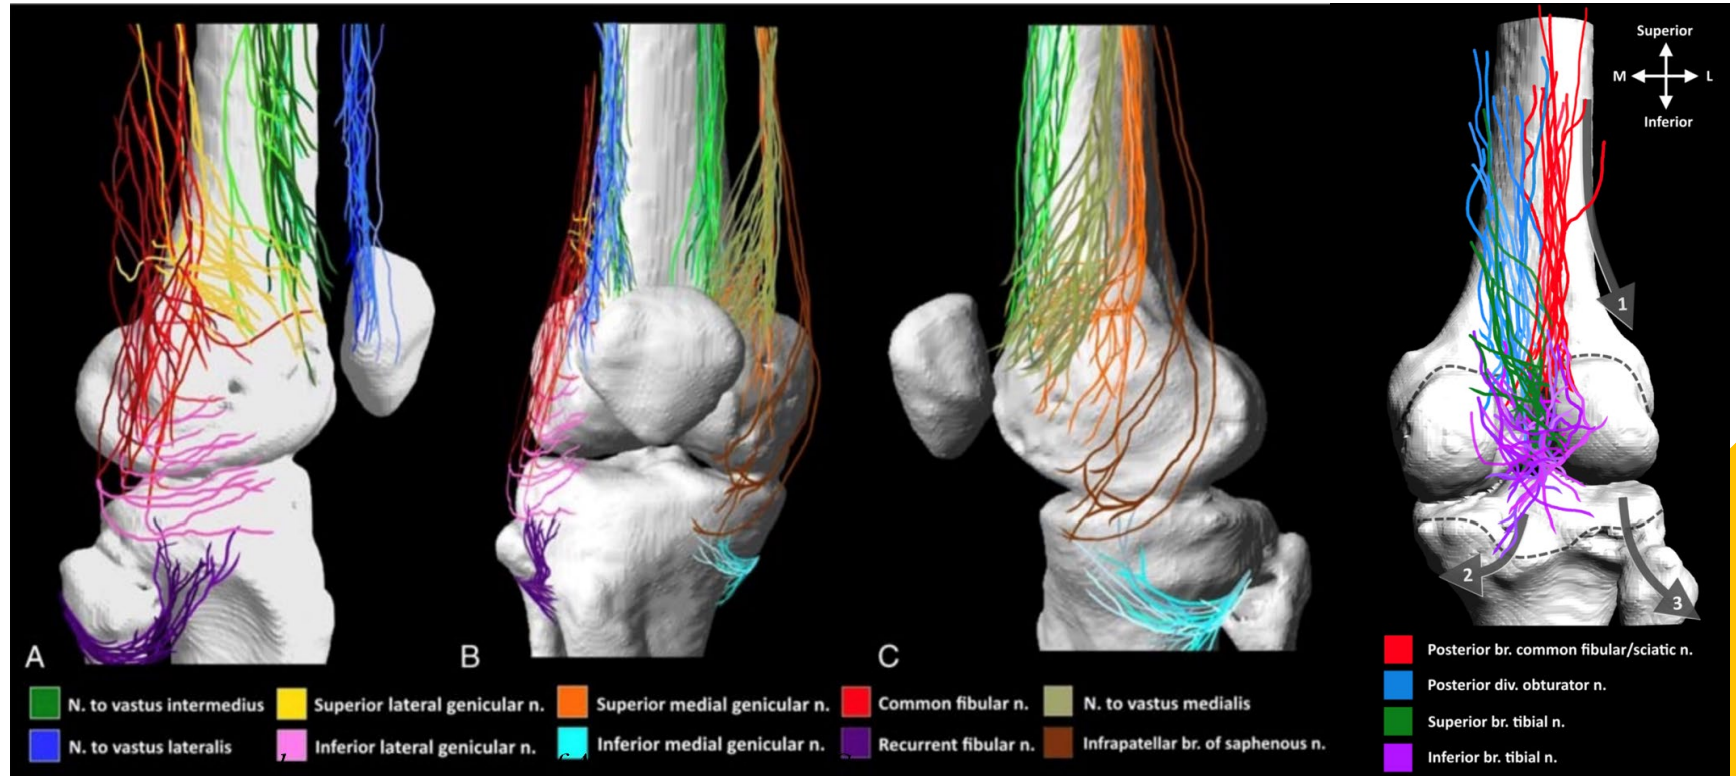 Superior
M L
Inferior
1
2
3
A
B
C
N. to vastus intermedius
Superior lateral genicular n.
Superior medial genicular n.
Common fibular n.
N. to vastus medialis
N. to vastus lateralis
Inferior lateral genicular n.
Inferior medial genicular n.
Recurrent fibular n.
Infrapatellar br. of saphenous n.
Posterior br. common fibular/sciatic n.
Posterior div. obturator n.
Superior br. tibial n.
Inferior br. tibial n.